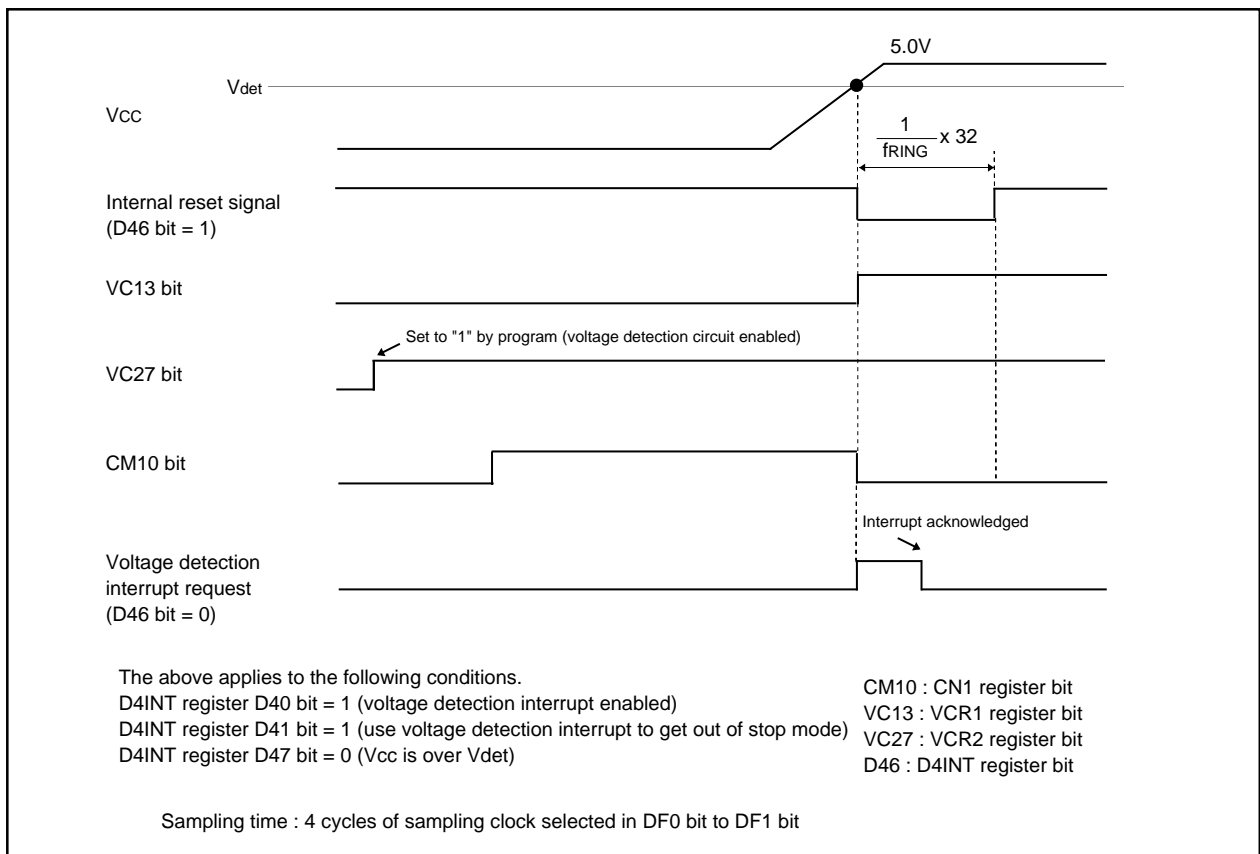 5.0V
Vdet
VCC
1
fRING
x 32
Internal reset signal
(D46 bit = 1)
VC13 bit
Set to "1" by program (voltage detection circuit enabled)
VC27 bit
CM10 bit
Interrupt acknowledged
Voltage detection
interrupt request
(D46 bit = 0)
The above applies to the following conditions.
D4INT register D40 bit = 1 (voltage detection interrupt enabled)
D4INT register D41 bit = 1 (use voltage detection interrupt to get out of stop mode)
D4INT register D47 bit = 0 (Vcc is over Vdet)
CM10 : CN1 register bit
VC13 : VCR1 register bit
VC27 : VCR2 register bit
D46 : D4INT register bit
Sampling time : 4 cycles of sampling clock selected in DF0 bit to DF1 bit